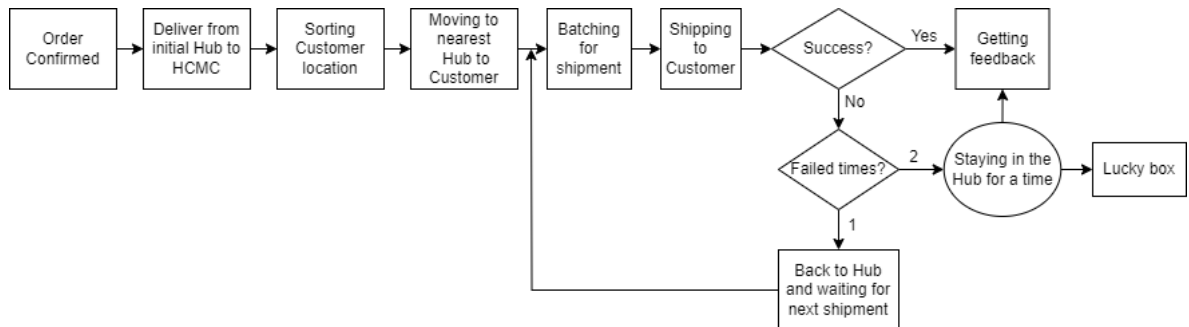 Order
Confirmed
Deliver from
initial Hub to
HCMC
Sorting
Customer
location
Moving to
nearest
Hub to
Customer
Batching
for
shipment
Shipping
to
Customer
Success?
Yes
Getting
feedback
No
Failed times?
2
Staying in the
Hub for a time
Lucky box
1
Back to Hub
and waiting for
next shipment